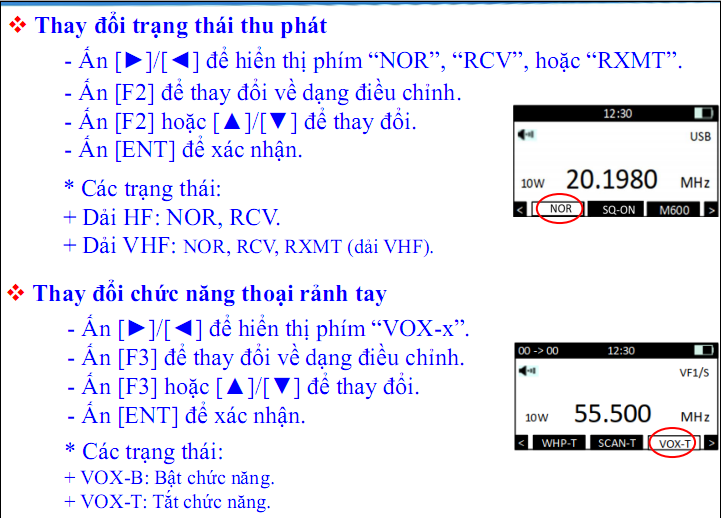 ❖ Thay đổi trạng thái thu phát
- Ấn [►]/[◄] để hiển thị phím “NOR”, “RCV”, hoặc “RXMT”.
- Ấn [F2] để thay đổi về dạng điều chỉnh.
- Ấn [F2] hoặc [▲]/[▼] để thay đổi.
- Ấn [ENT] để xác nhận.
* Các trạng thái:
+ Dải HF: NOR, RCV.
+ Dải VHF: NOR, RCV, RXMT (dải VHF).
12:30
USB
10W 20.1980 MHz
< NOR SQ-ON M600 >
❖ Thay đổi chức năng thoại rảnh tay
- Ấn [►]/[◄] để hiển thị phím “VOX-x”.
- Ấn [F3] để thay đổi về dạng điều chỉnh.
- Ấn [F3] hoặc [▲]/[▼] để thay đổi.
- Ấn [ENT] để xác nhận.
* Các trạng thái:
+ VOX-B: Bật chức năng.
+ VOX-T: Tắt chức năng.
00 -> 00 12:30
VF1/S
10W 55.500 MHz
< WHP-T SCAN-T VOX-T >